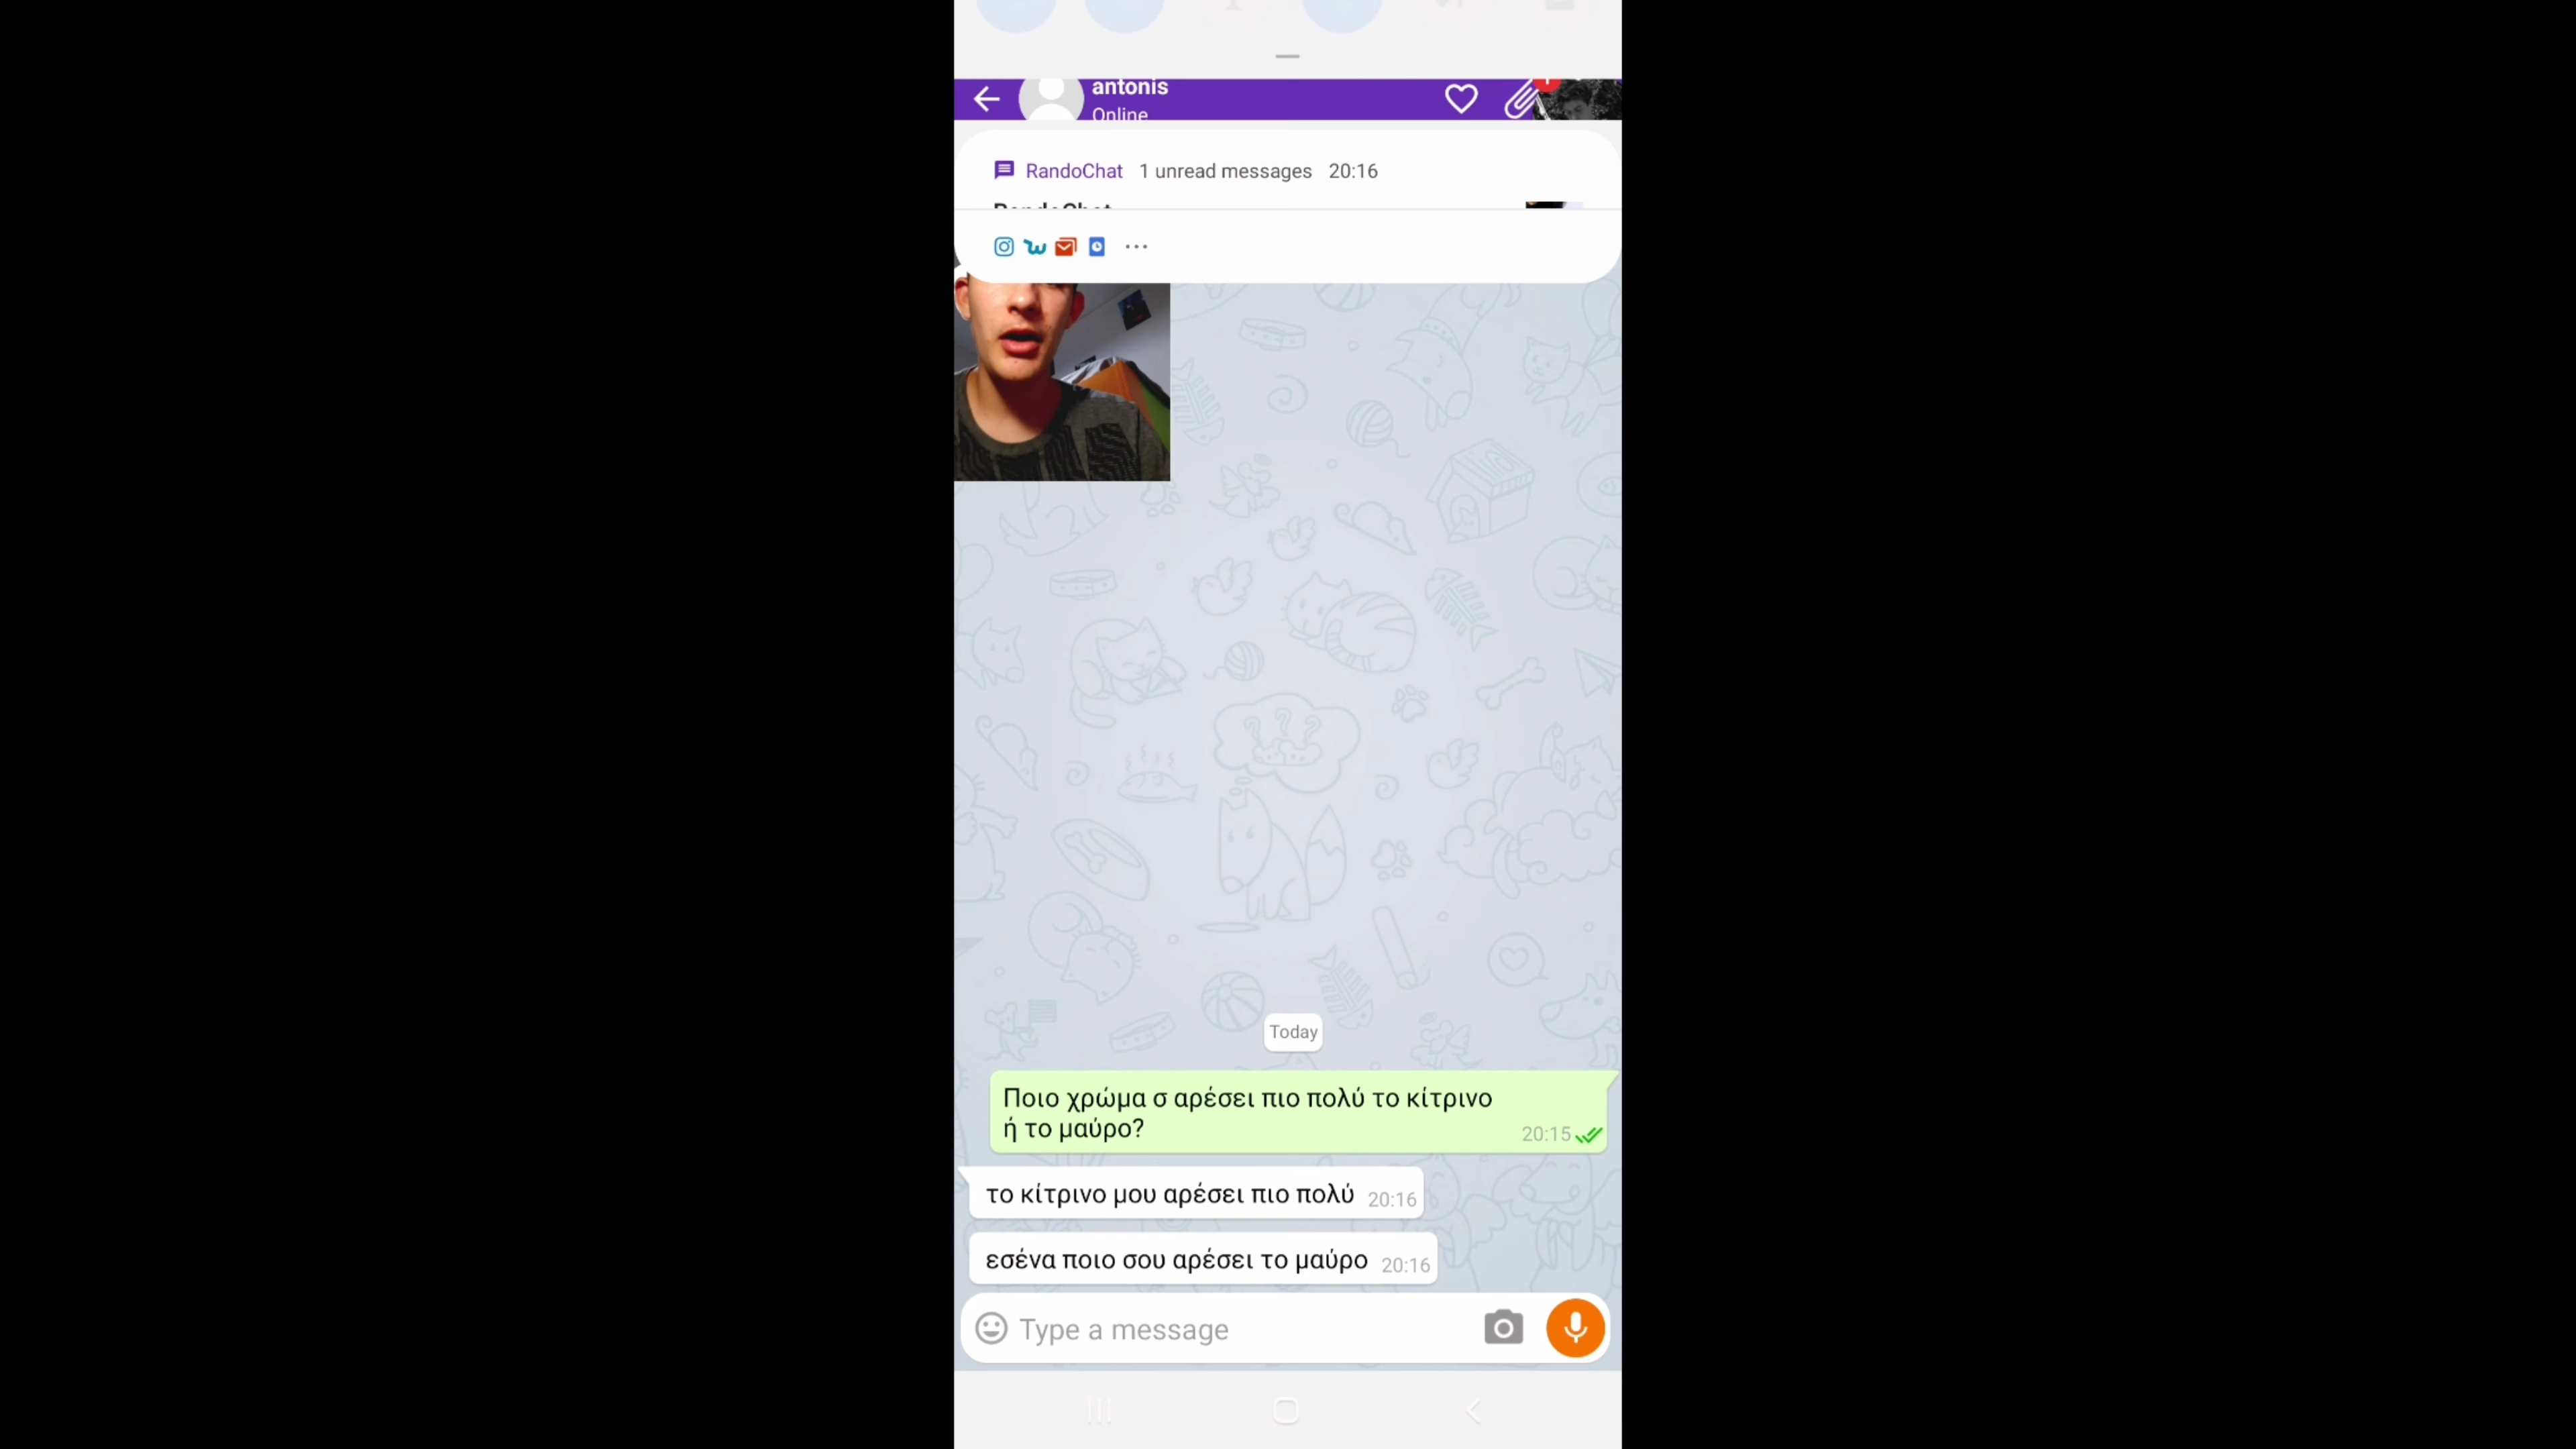 antonis
Online
RandoChat 1 unread messages 20:16
RandoChat
Today
Ποιο χρώμα σ αρέσει πιο πολύ το κίτρινο
ή το μαύρο?
20:15
το κίτρινο μου αρέσει πιο πολύ 20:16
εσένα ποιο σου αρέσει το μαύρο 20:16
Type a message